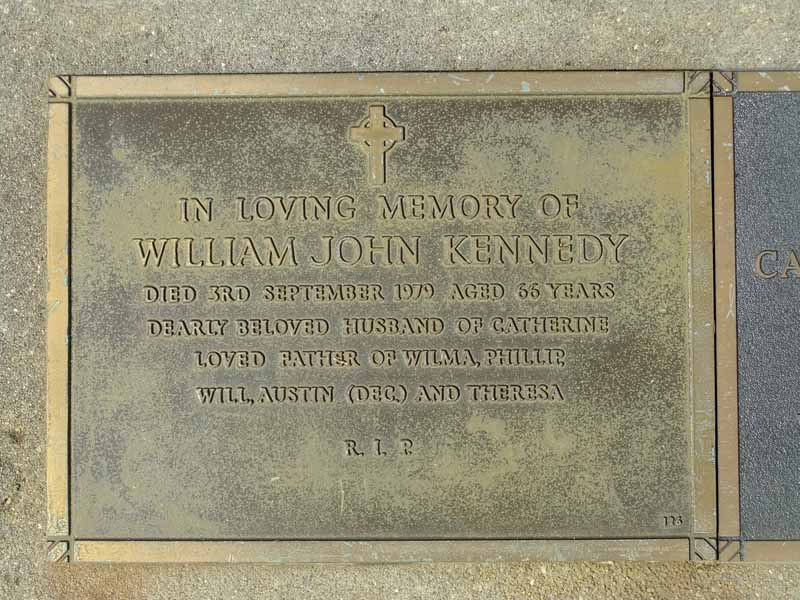 IN LOVING MEMORY OF
WILLIAM JOHN KENNEDY
DIED 3RD SEPTEMBER 1979 AGED 66 YEARS
DEARLY BELOVED HUSBAND OF CATHERINE
LOVED FATHER OF WILMA, PHILLIP,
WILL, AUSTIN (DEC.) AND THERESA
R. I. P.
CA